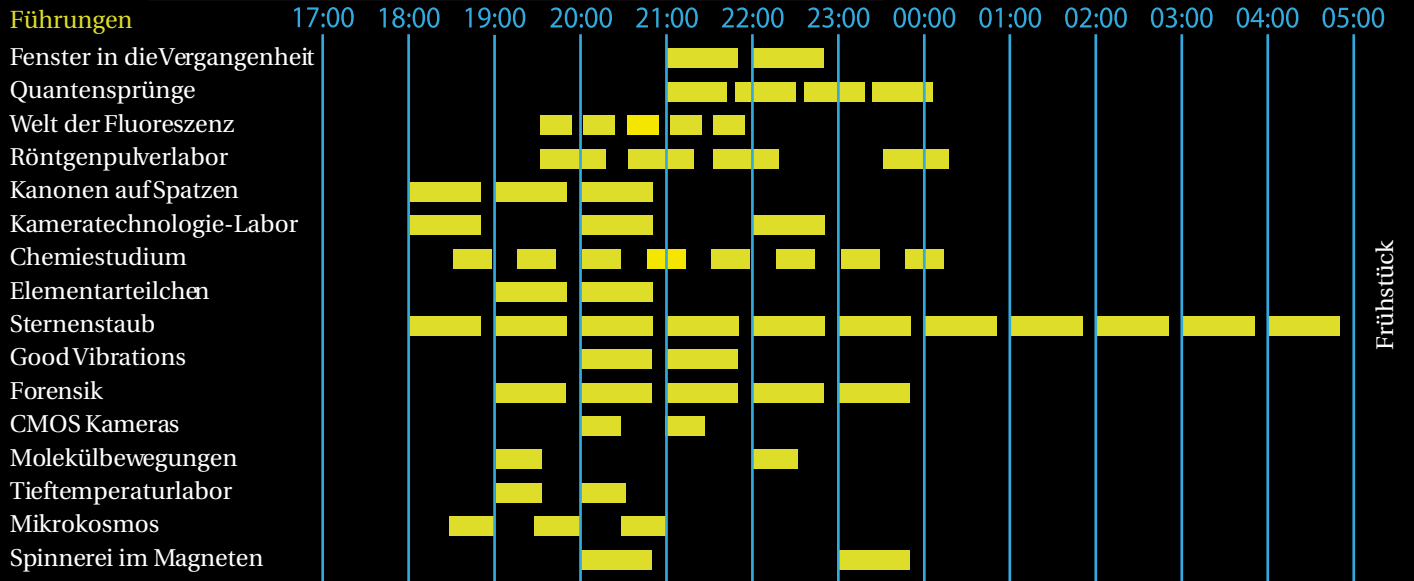 Führungen 17:00 18:00 19:00 20:00 21:00 22:00 23:00 00:00 01:00 02:00 03:00 04:00 05:00
Fenster in die Vergangenheit
Quantensprünge
Welt der Fluoreszenz
Röntgenpulverlabor
Kanonen auf Spatzen
Kameratechnologie-Labor
Chemiestudium
Elementarteilchen
Sternenstaub
Good Vibrations
Forensik
CMOS Kameras
Molekülbewegungen
Tieftemperaturlabor
Mikrokosmos
Spinnerei im Magneten
Frühstück